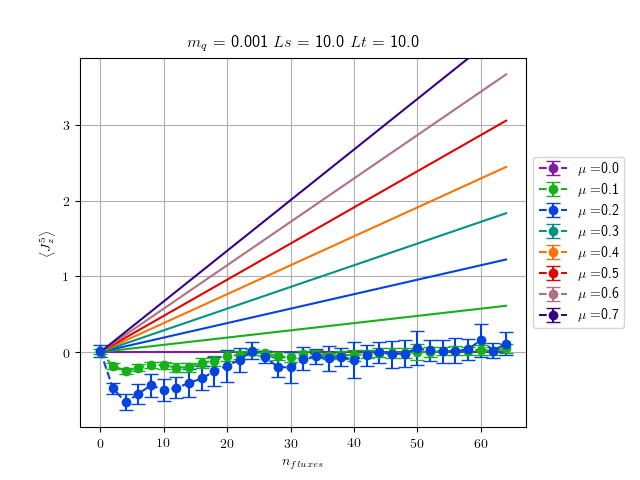 m_q = 0.001 Ls = 10.0 Lt = 10.0
3
2
1
0
⟨J_z^5⟩
0 10 20 30 40 50 60
n_fluxes
μ =0.0
μ =0.1
μ =0.2
μ =0.3
μ =0.4
μ =0.5
μ =0.6
μ =0.7